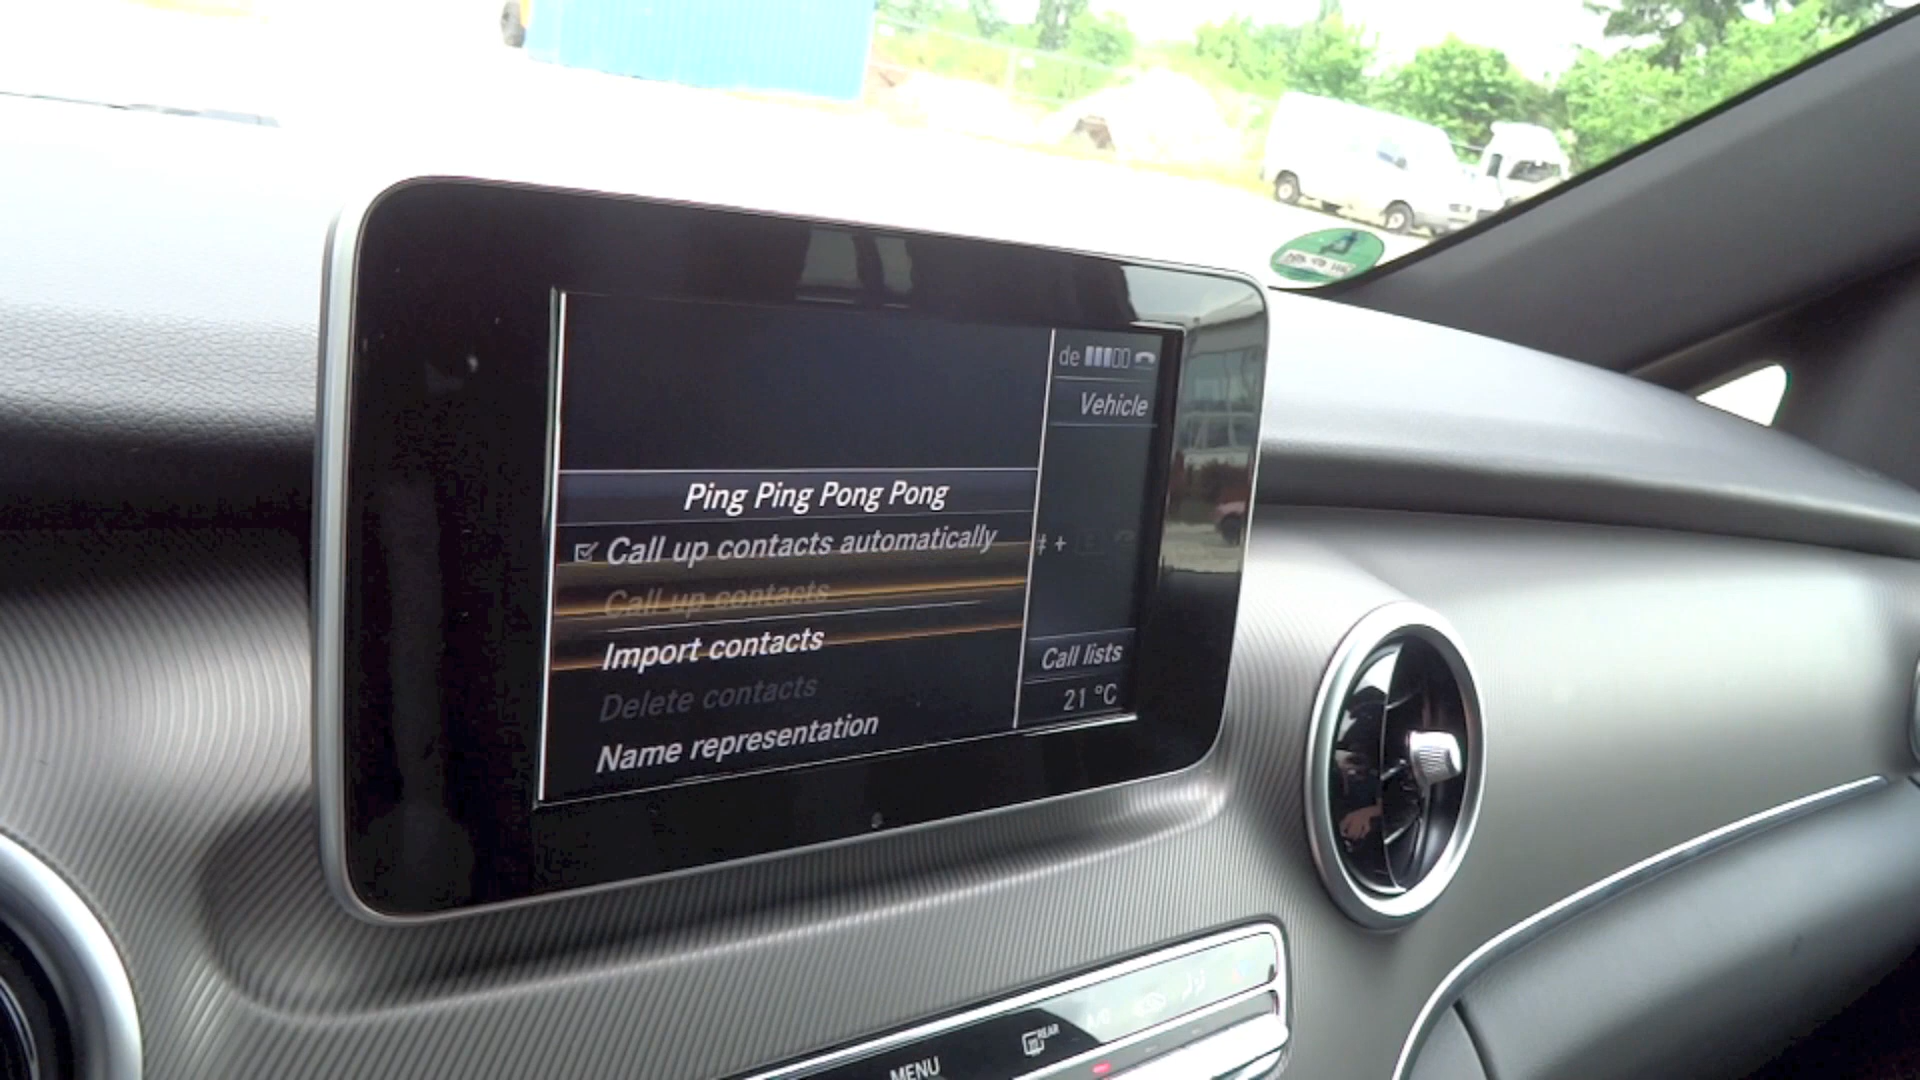 de
Vehicle
Ping Ping Pong Pong
Call up contacts automatically
# +
Call up contacts
Import contacts
Call lists
Delete contacts
21 °C
Name representation
REAR
A/C
MENU